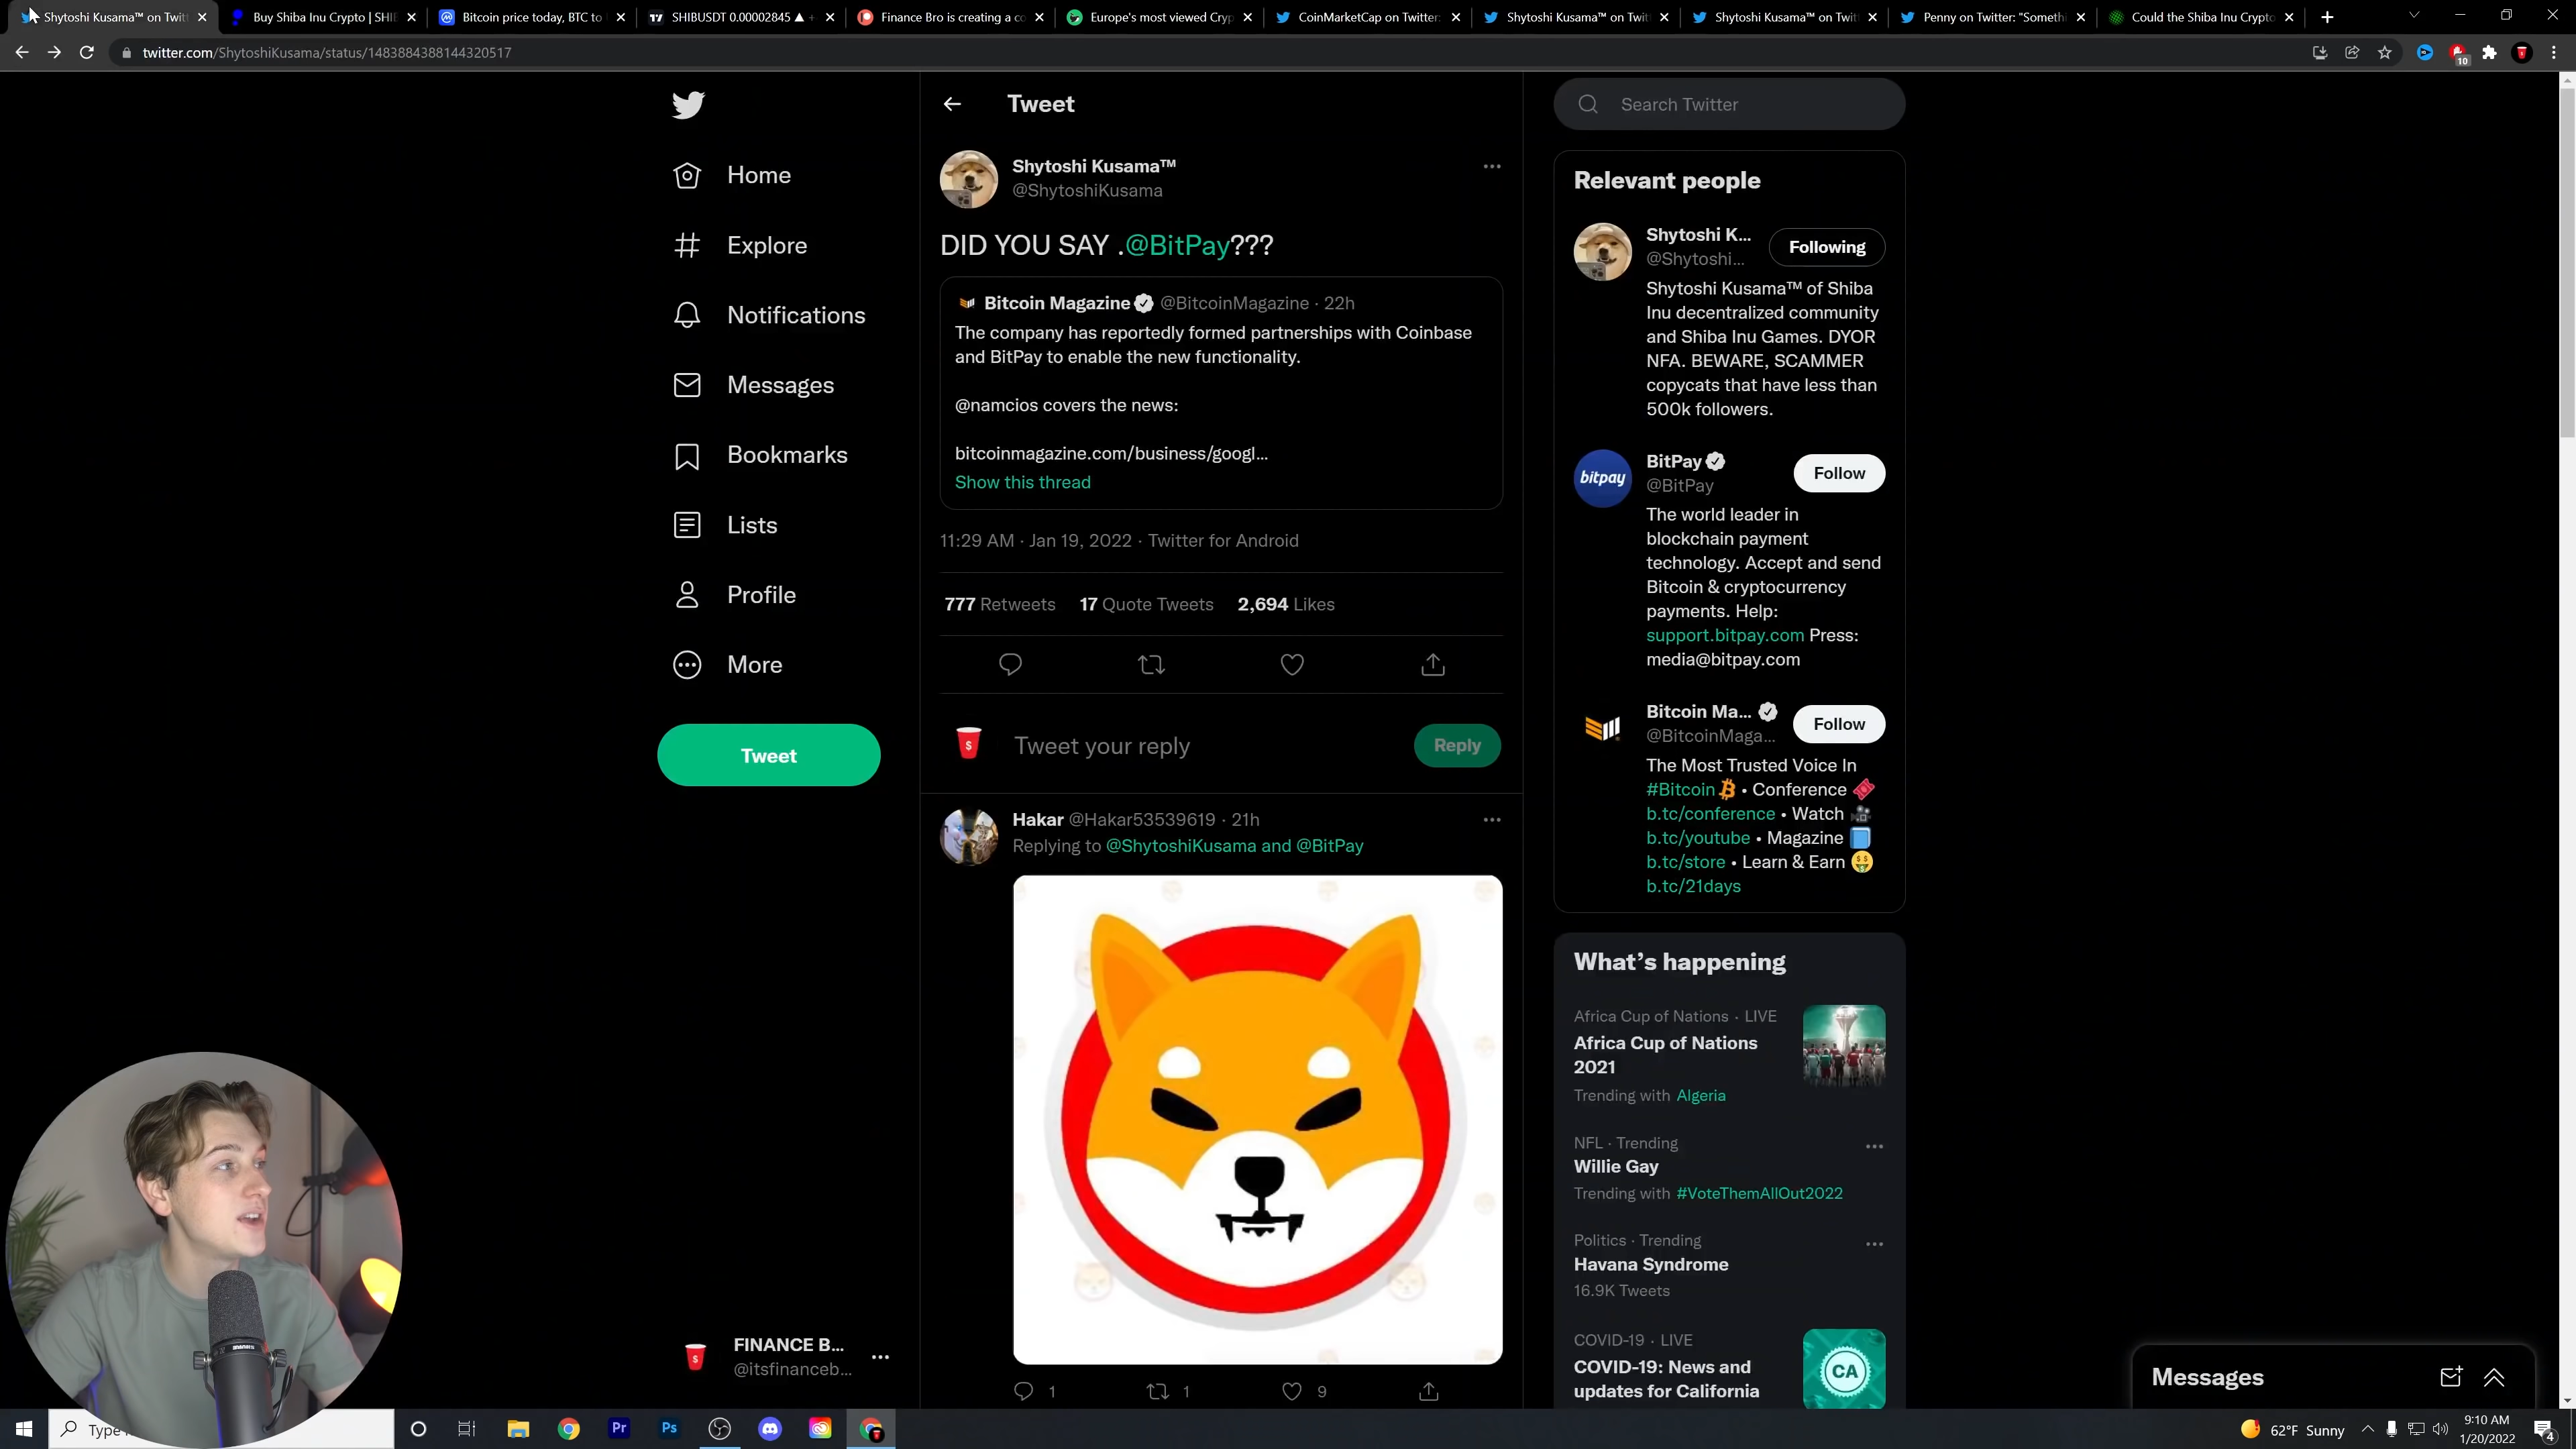 Shytoshi Kusama™ on Twitt
Buy Shiba Inu Crypto | SHIB
Bitcoin price today, BTC to
SHIBUSDT 0.00002845 ▲ +
Finance Bro is creating a co
Europe's most viewed Cryp
CoinMarketCap on Twitter:
Shytoshi Kusama™ on Twitt
Shytoshi Kusama™ on Twitt
Penny on Twitter: "Somethi
Could the Shiba Inu Crypto
twitter.com/ShytoshiKusama/status/1483884388144320517
10
Home
Explore
Notifications
Messages
Bookmarks
Lists
Profile
More
Tweet
FINANCE B...
@itsfinanceb...
Tweet
Shytoshi Kusama™
@ShytoshiKusama
DID YOU SAY .@BitPay???
Bitcoin Magazine @BitcoinMagazine · 22h
The company has reportedly formed partnerships with Coinbase
and BitPay to enable the new functionality.
@namcios covers the news:
bitcoinmagazine.com/business/googl...
Show this thread
11:29 AM · Jan 19, 2022 · Twitter for Android
777 Retweets 17 Quote Tweets 2,694 Likes
Tweet your reply
Reply
Hakar @Hakar53539619 · 21h
Replying to @ShytoshiKusama and @BitPay
1 1 9
Search Twitter
Relevant people
Shytoshi K...
@Shytoshi...
Following
Shytoshi Kusama™ of Shiba
Inu decentralized community
and Shiba Inu Games. DYOR
NFA. BEWARE, SCAMMER
copycats that have less than
500k followers.
bitpay
BitPay
@BitPay
Follow
The world leader in
blockchain payment
technology. Accept and send
Bitcoin & cryptocurrency
payments. Help:
support.bitpay.com Press:
media@bitpay.com
Bitcoin Ma...
@BitcoinMaga...
Follow
The Most Trusted Voice In
#Bitcoin • Conference
b.tc/conference • Watch
b.tc/youtube • Magazine
b.tc/store • Learn & Earn
b.tc/21days
What's happening
Africa Cup of Nations · LIVE
Africa Cup of Nations
2021
Trending with Algeria
NFL · Trending
Willie Gay
Trending with #VoteThemAllOut2022
Politics · Trending
Havana Syndrome
16.9K Tweets
COVID-19 · LIVE
COVID-19: News and
updates for California
CA
Messages
Type
Pr
Ps
62°F Sunny
9:10 AM
1/20/2022
4